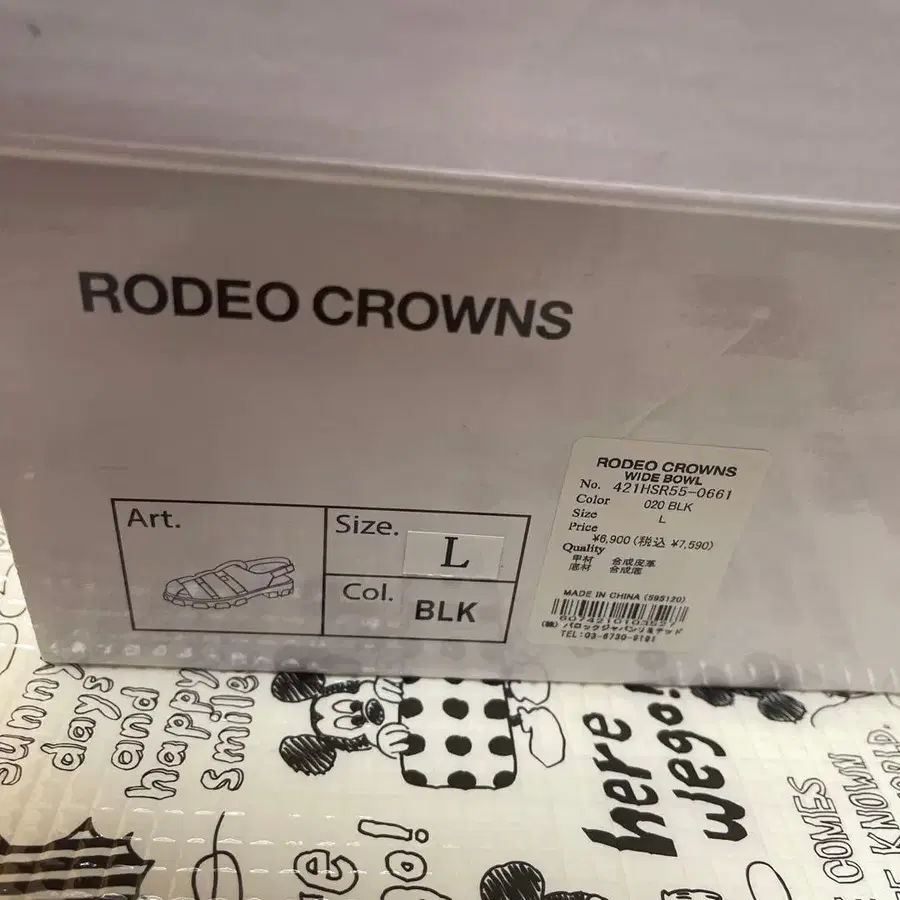 RODEO CROWNS
Art.
Size.
L
Col.
BLK
RODEO CROWNS
WIDE BOWL
No. 421HSR55-0661
Color 020 BLK
Size L
Price
¥6,900(税込 ¥7,590)
Quality
甲材 合成皮革
底材 合成底
MADE IN CHINA (595120)
(株)バロックジャパンリミテッド
TEL:03-6730-9191
sunny
days
and
happy
smile
here
wego!
COMES
KNOWN